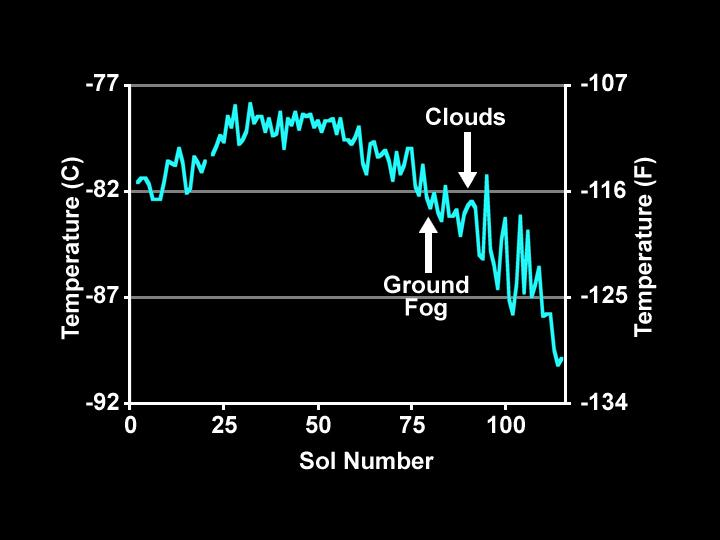 -77
-107
Clouds
Temperature (C)
-82
-116
Temperature (F)
-87
Ground
Fog
-125
-92
-134
0
25
50
75
100
Sol Number